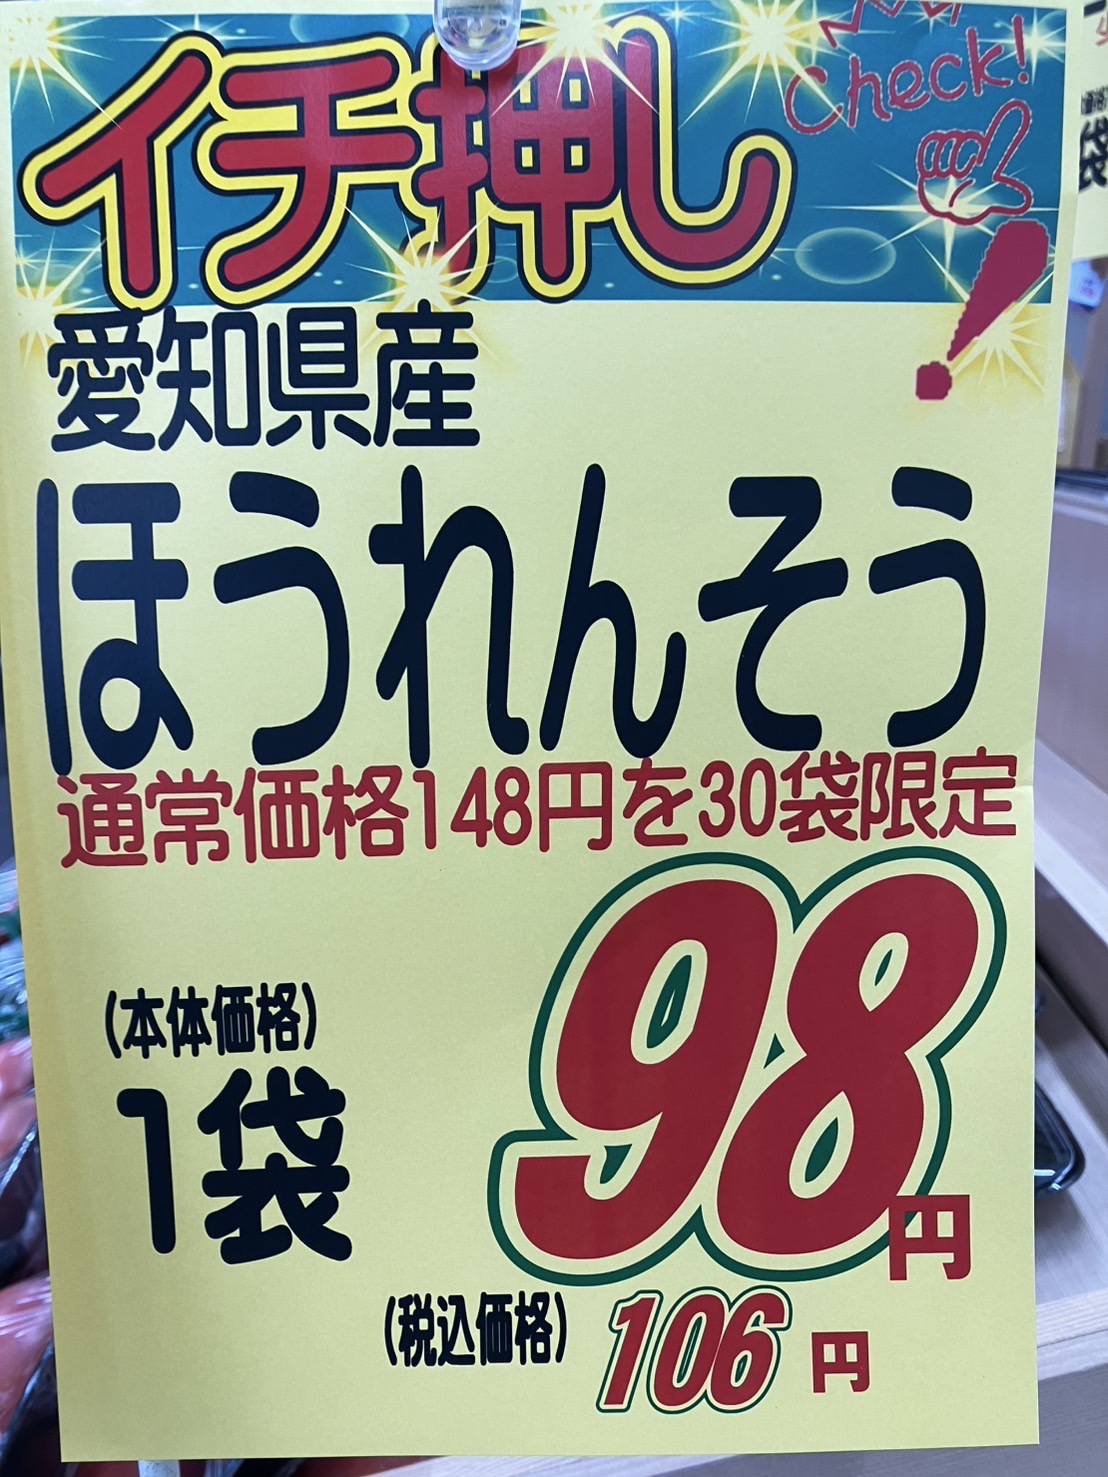 イチ押し
Check!
愛知県産
ほうれんそう
通常価格148円を30袋限定
(本体価格)
1袋
98円
(税込価格)
106円